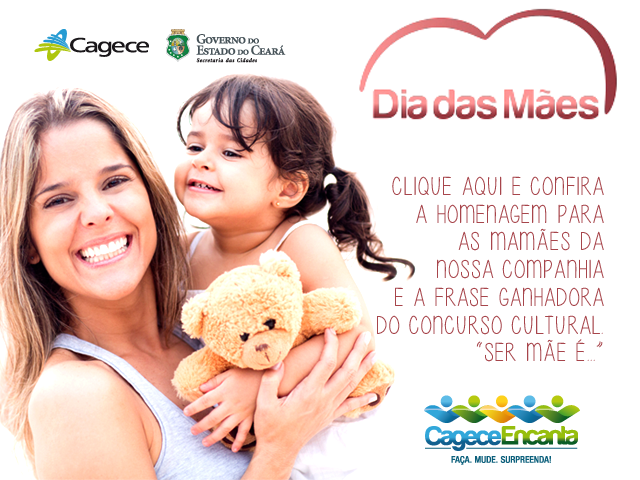 Cagece
GOVERNO DO
ESTADO DO CEARÁ
Secretaria das Cidades
Dia das Mães
CLIQUE AQUI E CONFIRA
A HOMENAGEM PARA
AS MAMÃES DA
NOSSA COMPANHIA
E A FRASE GANHADORA
DO CONCURSO CULTURAL.
"SER MÃE É..."
CageceEncanta
FAÇA. MUDE. SURPREENDA!